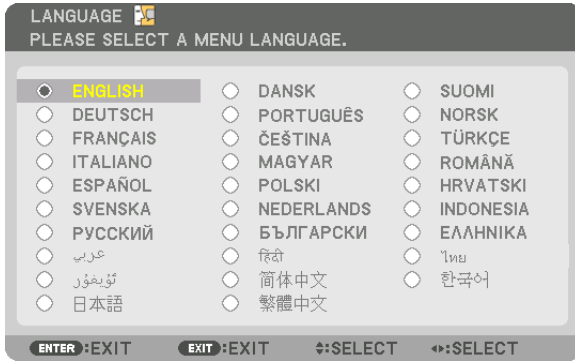 LANGUAGE
PLEASE SELECT A MENU LANGUAGE.
ENGLISH DANSK SUOMI
DEUTSCH PORTUGUÊS NORSK
FRANÇAIS ČEŠTINA TÜRKÇE
ITALIANO MAGYAR ROMÂNĂ
ESPAÑOL POLSKI HRVATSKI
SVENSKA NEDERLANDS INDONESIA
РУССКИЙ БЪЛГАРСКИ ΕΛΛΗΝΙΚΑ
عربي हिंदी ไทย
ئۇيغۇر 简体中文 한국어
日本語 繁體中文
ENTER:EXIT EXIT:EXIT :SELECT :SELECT